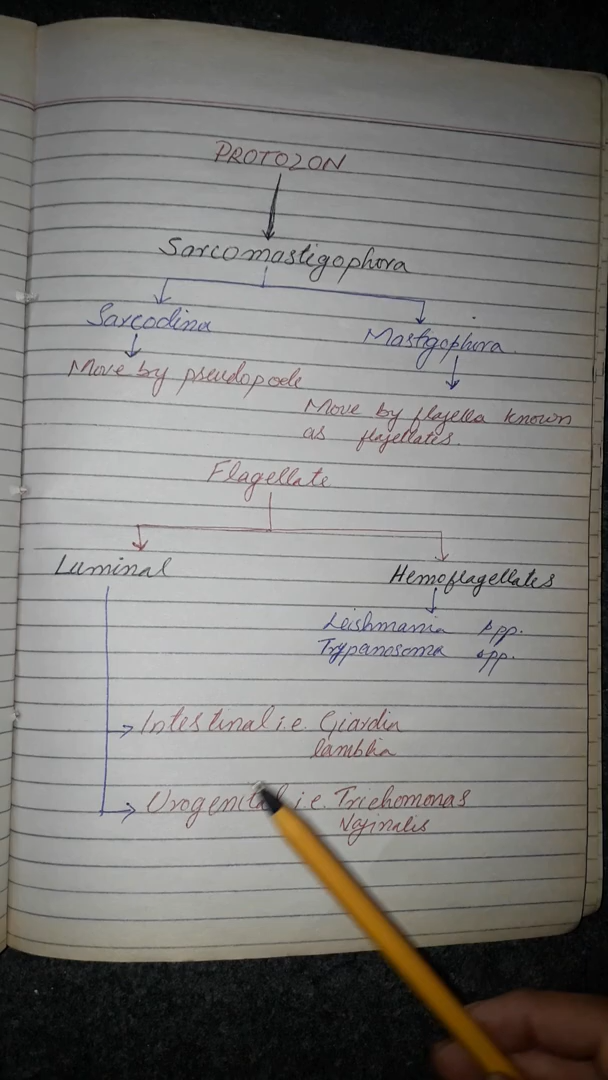 PROTOZON
Sarcomastigophora
Sarcodina
Mastigophora
Move by pseudopode
Move by flagella known
as flagellates.
Flagellate
Luminal
Hemoflagellates
Leishmania spp.
Trypanosoma spp.
Intestinal i.e. Giardia
lamblia
Urogenital i.e. Trichomonas
Vaginalis